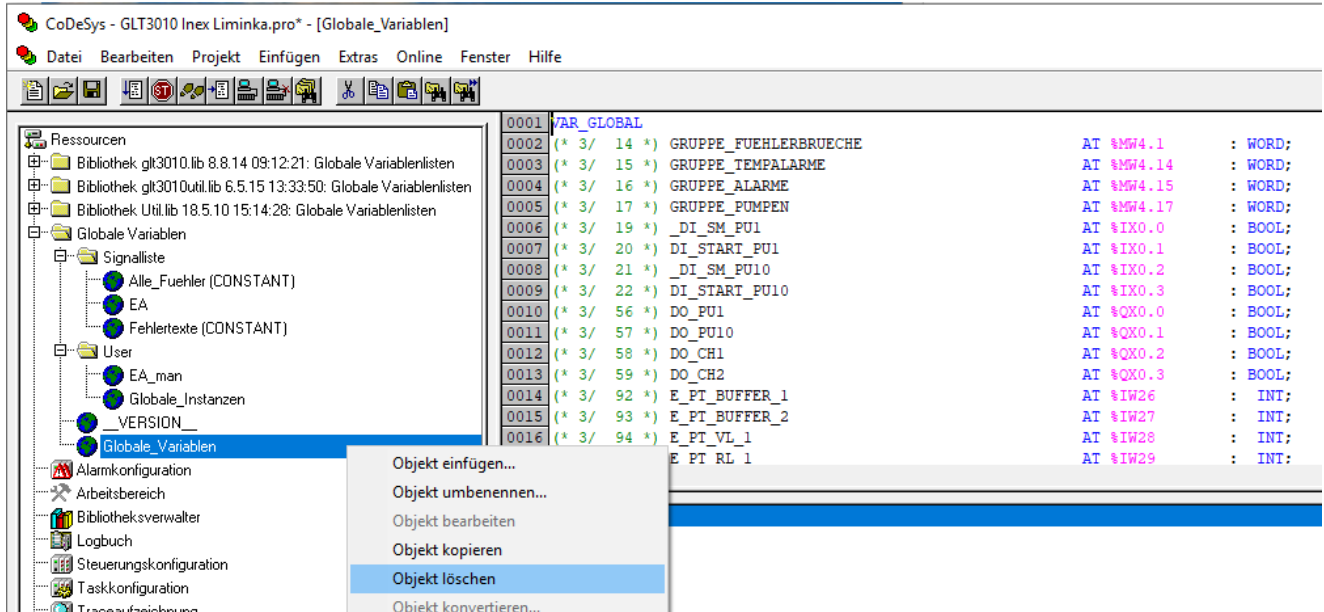 CoDeSys - GLT3010 Inex Liminka.pro* - [Globale_Variablen]
Datei Bearbeiten Projekt Einfügen Extras Online Fenster Hilfe
Ressourcen
Bibliothek glt3010.lib 8.8.14 09:12:21: Globale Variablenlisten
Bibliothek glt3010util.lib 6.5.15 13:33:50: Globale Variablenlisten
Bibliothek Util.lib 18.5.10 15:14:28: Globale Variablenlisten
Globale Variablen
Signalliste
Alle_Fuehler (CONSTANT)
EA
Fehlertexte (CONSTANT)
User
EA_man
Globale_Instanzen
__VERSION__
Globale_Variablen
Alarmkonfiguration
Arbeitsbereich
Bibliotheksverwalter
Logbuch
Steuerungskonfiguration
Taskkonfiguration
Traceaufzeichnung
0001 VAR_GLOBAL
0002 (* 3/ 14 *) GRUPPE_FUEHLERBRUECHE AT %MW4.1 : WORD;
0003 (* 3/ 15 *) GRUPPE_TEMPALARME AT %MW4.14 : WORD;
0004 (* 3/ 16 *) GRUPPE_ALARME AT %MW4.15 : WORD;
0005 (* 3/ 17 *) GRUPPE_PUMPEN AT %MW4.17 : WORD;
0006 (* 3/ 19 *) _DI_SM_PU1 AT %IX0.0 : BOOL;
0007 (* 3/ 20 *) DI_START_PU1 AT %IX0.1 : BOOL;
0008 (* 3/ 21 *) _DI_SM_PU10 AT %IX0.2 : BOOL;
0009 (* 3/ 22 *) DI_START_PU10 AT %IX0.3 : BOOL;
0010 (* 3/ 56 *) DO_PU1 AT %QX0.0 : BOOL;
0011 (* 3/ 57 *) DO_PU10 AT %QX0.1 : BOOL;
0012 (* 3/ 58 *) DO_CH1 AT %QX0.2 : BOOL;
0013 (* 3/ 59 *) DO_CH2 AT %QX0.3 : BOOL;
0014 (* 3/ 92 *) E_PT_BUFFER_1 AT %IW26 : INT;
0015 (* 3/ 93 *) E_PT_BUFFER_2 AT %IW27 : INT;
0016 (* 3/ 94 *) E_PT_VL_1 AT %IW28 : INT;
E_PT_RL_1 AT %IW29 : INT;
Objekt einfügen...
Objekt umbenennen...
Objekt bearbeiten
Objekt kopieren
Objekt löschen
Objekt konvertieren...